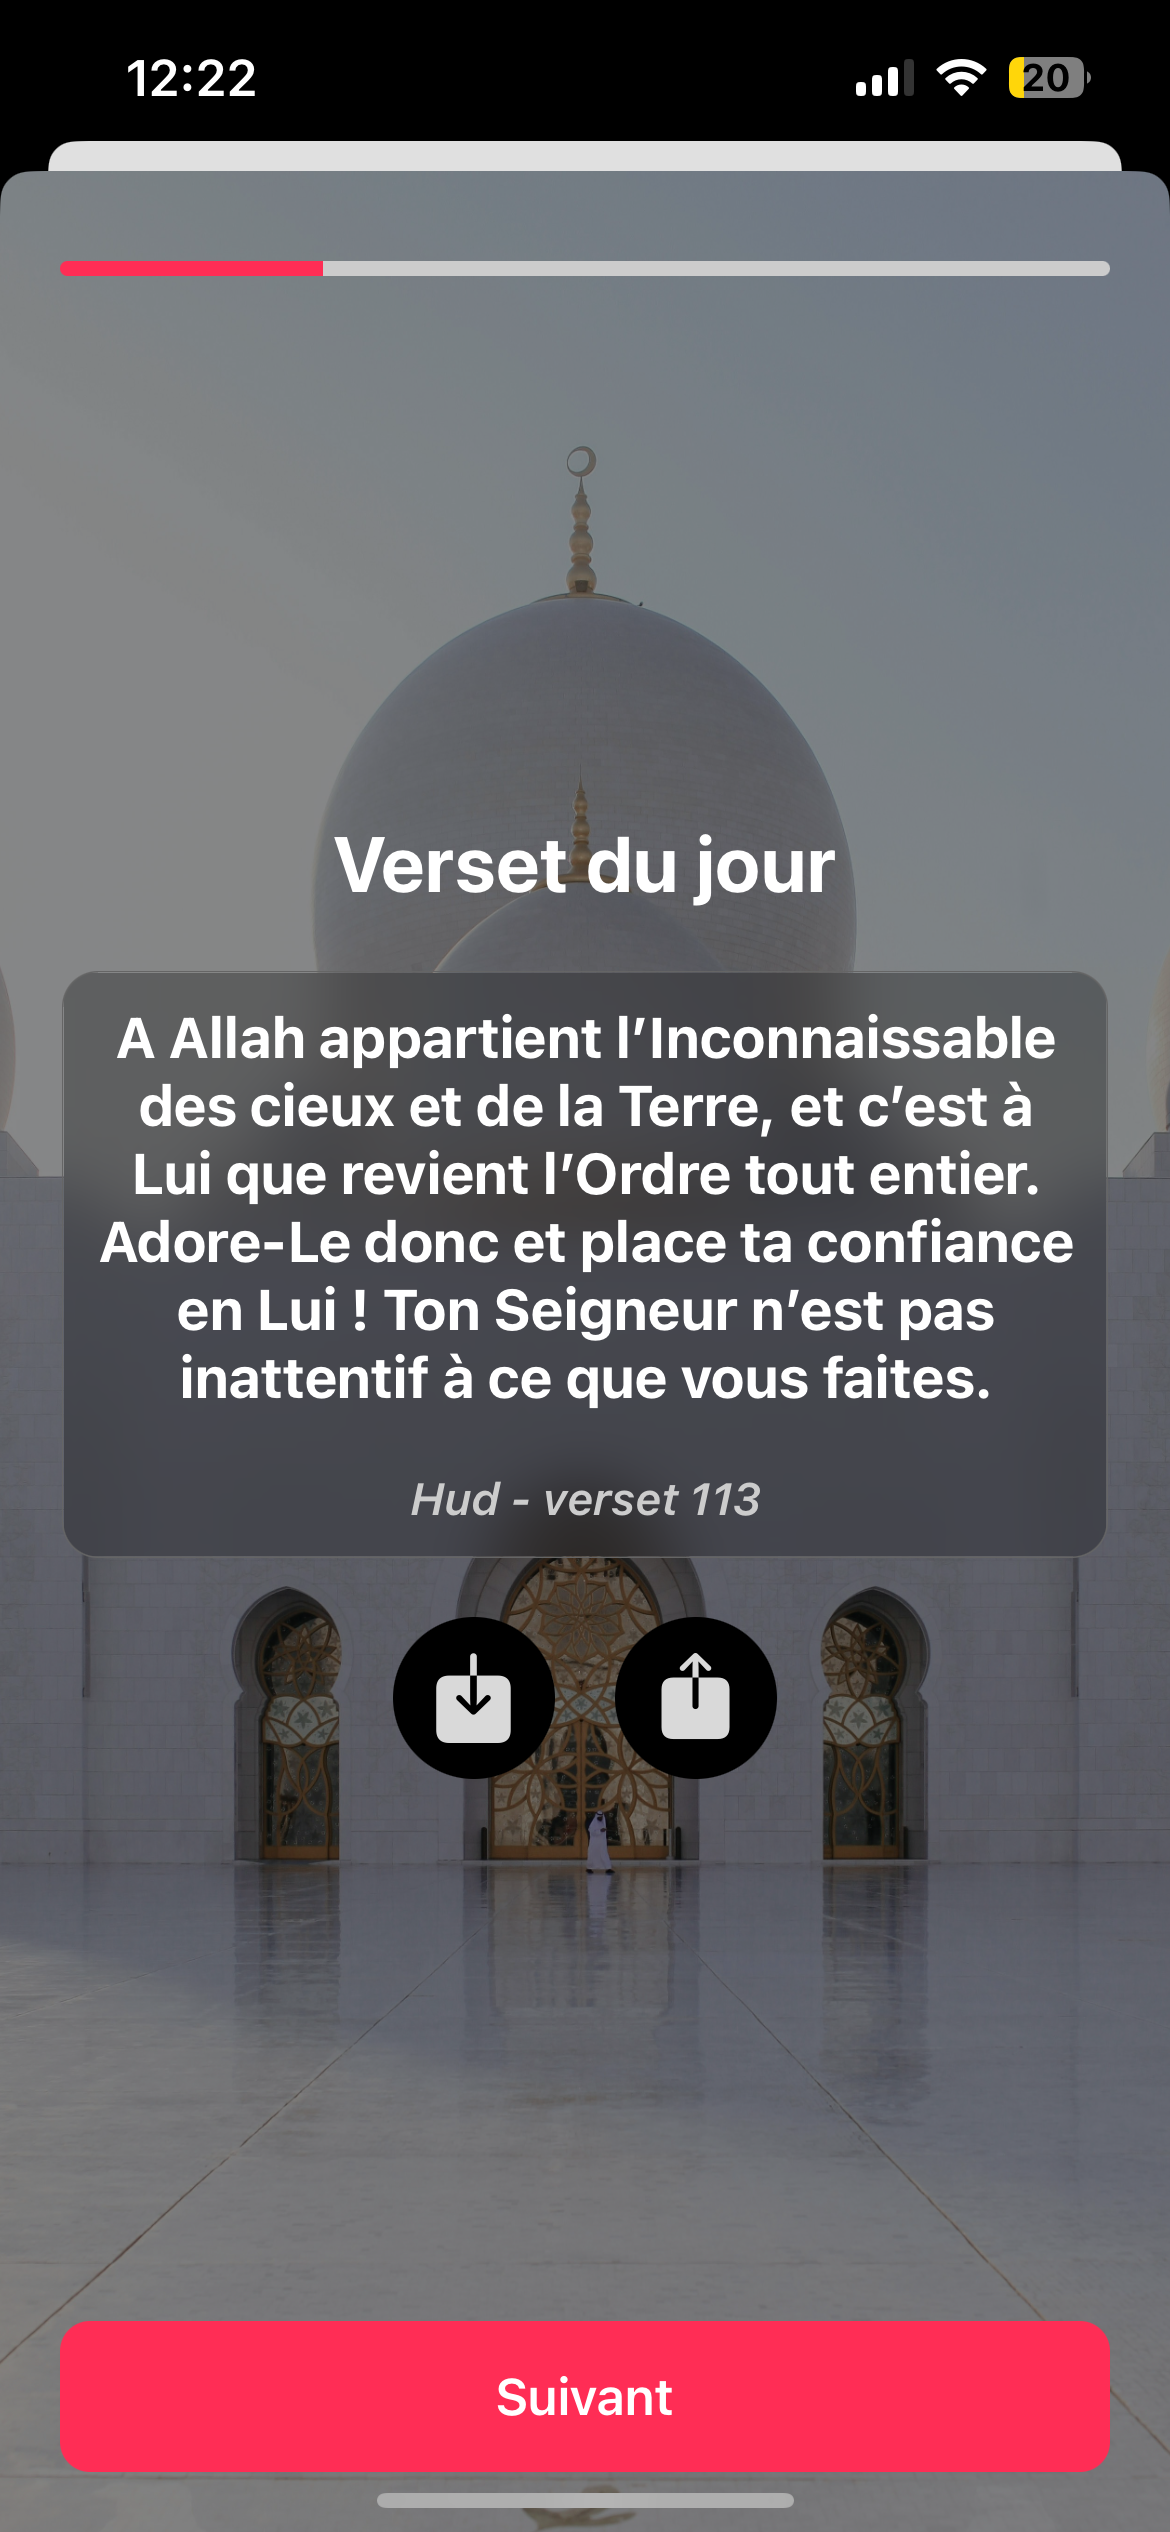 12:22
20
Verset du jour
A Allah appartient l’Inconnaissable
des cieux et de la Terre, et c’est à
Lui que revient l’Ordre tout entier.
Adore-Le donc et place ta confiance
en Lui ! Ton Seigneur n’est pas
inattentif à ce que vous faites.
Hud - verset 113
Suivant